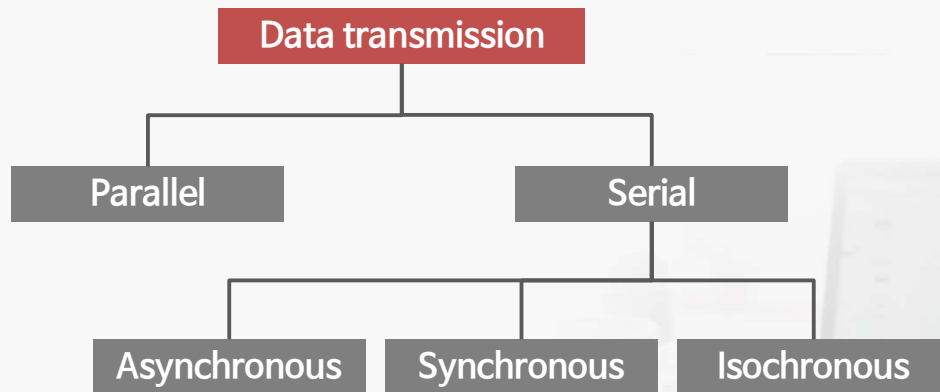 Data transmission
Parallel
Serial
Asynchronous
Synchronous
Isochronous